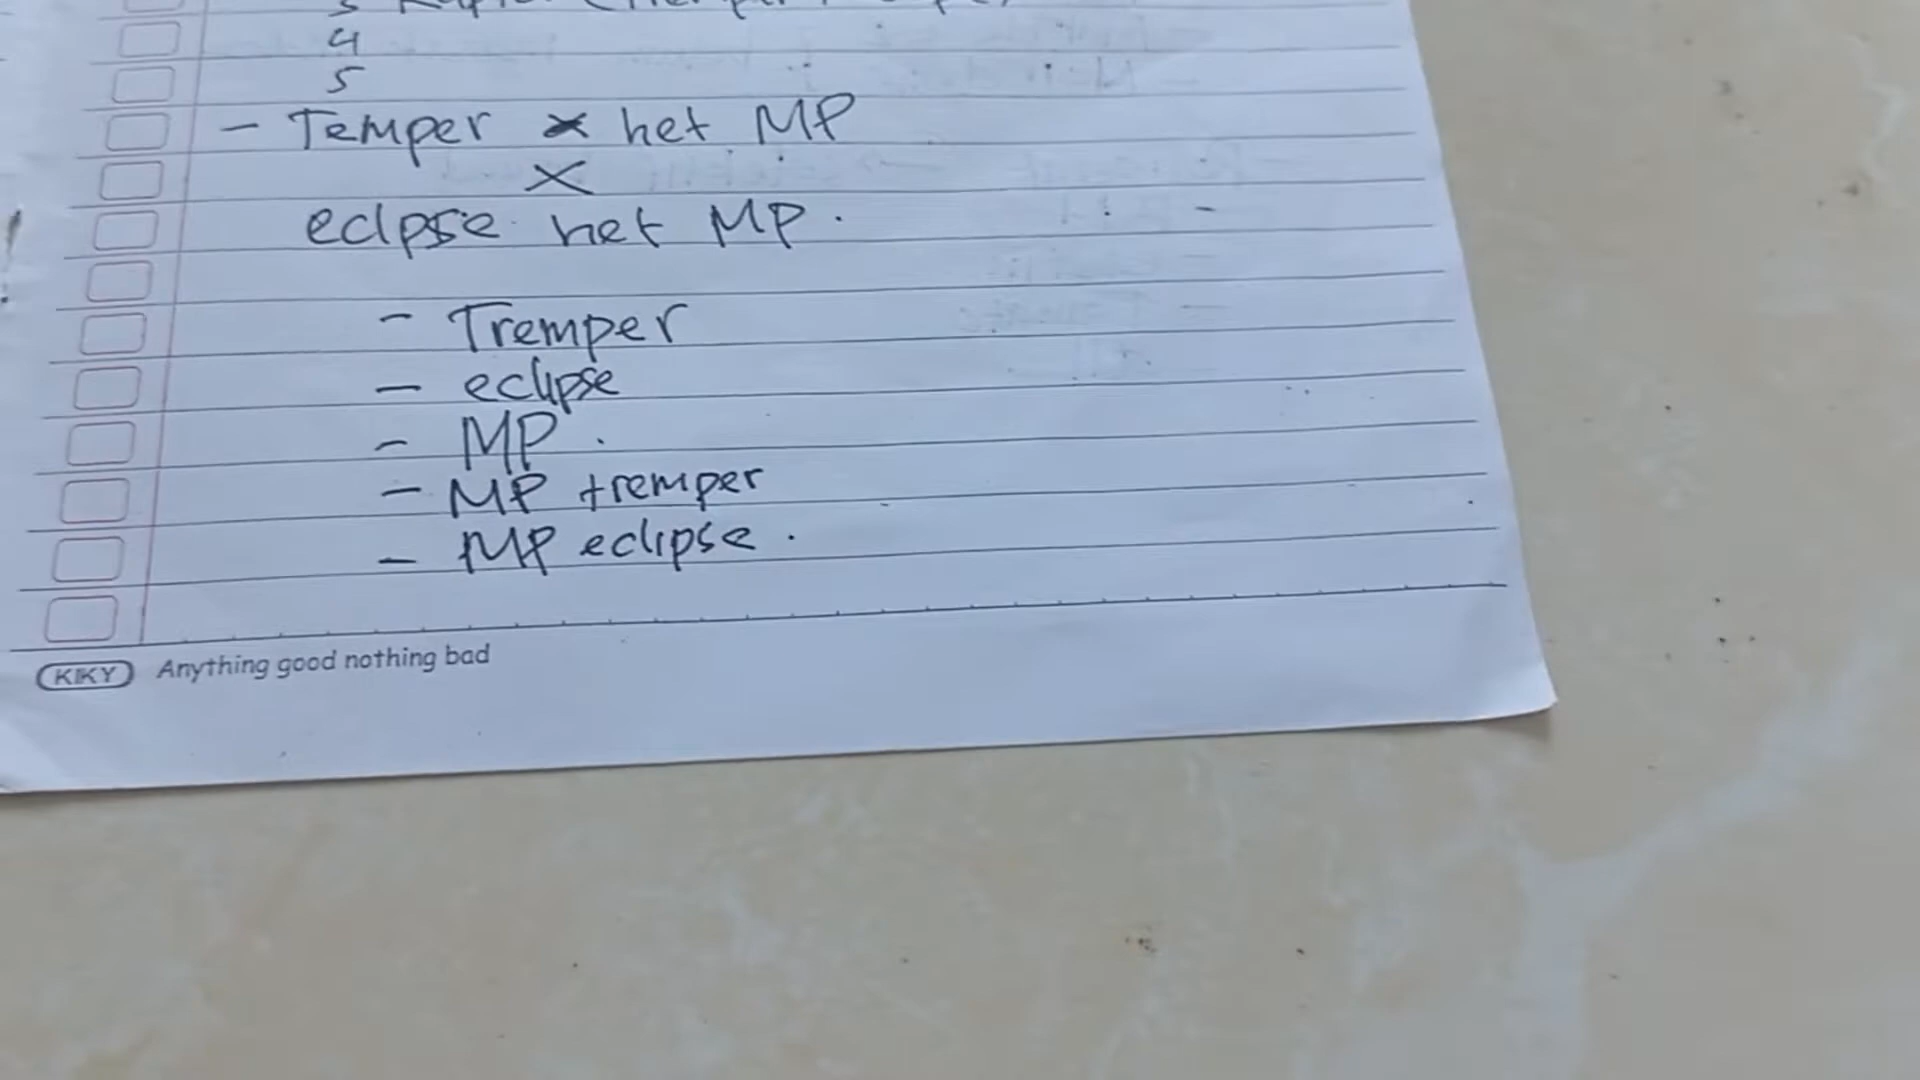 4
5
- Temper x het MP
X
eclpse het MP.
- Tremper
- eclipse
- MP.
- MP tremper
- MP eclipse.
KIKY Anything good nothing bad